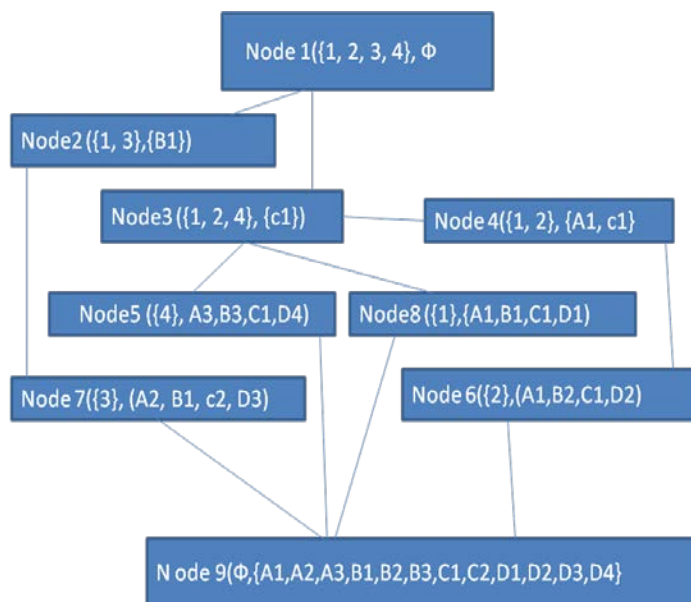 Node 1({1, 2, 3, 4}, Φ
Node2 ({1, 3},{B1})
Node3 ({1, 2, 4}, {c1})
Node 4({1, 2}, {A1, c1}
Node5 ({4}, A3,B3,C1,D4)
Node8 ({1},{A1,B1,C1,D1)
Node 7({3}, (A2, B1, c2, D3)
Node 6({2},(A1,B2,C1,D2)
N ode 9(Φ,{A1,A2,A3,B1,B2,B3,C1,C2,D1,D2,D3,D4}